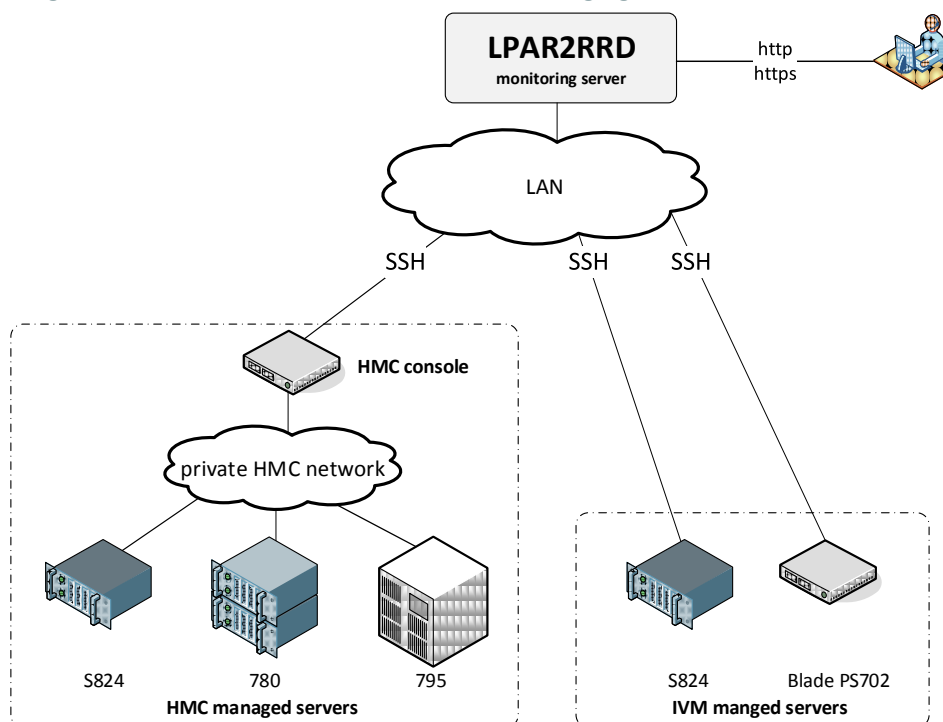 LPAR2RRD
monitoring server
http
https
LAN
SSH
SSH
SSH
HMC console
private HMC network
S824
780
795
HMC managed servers
S824
Blade PS702
IVM manged servers